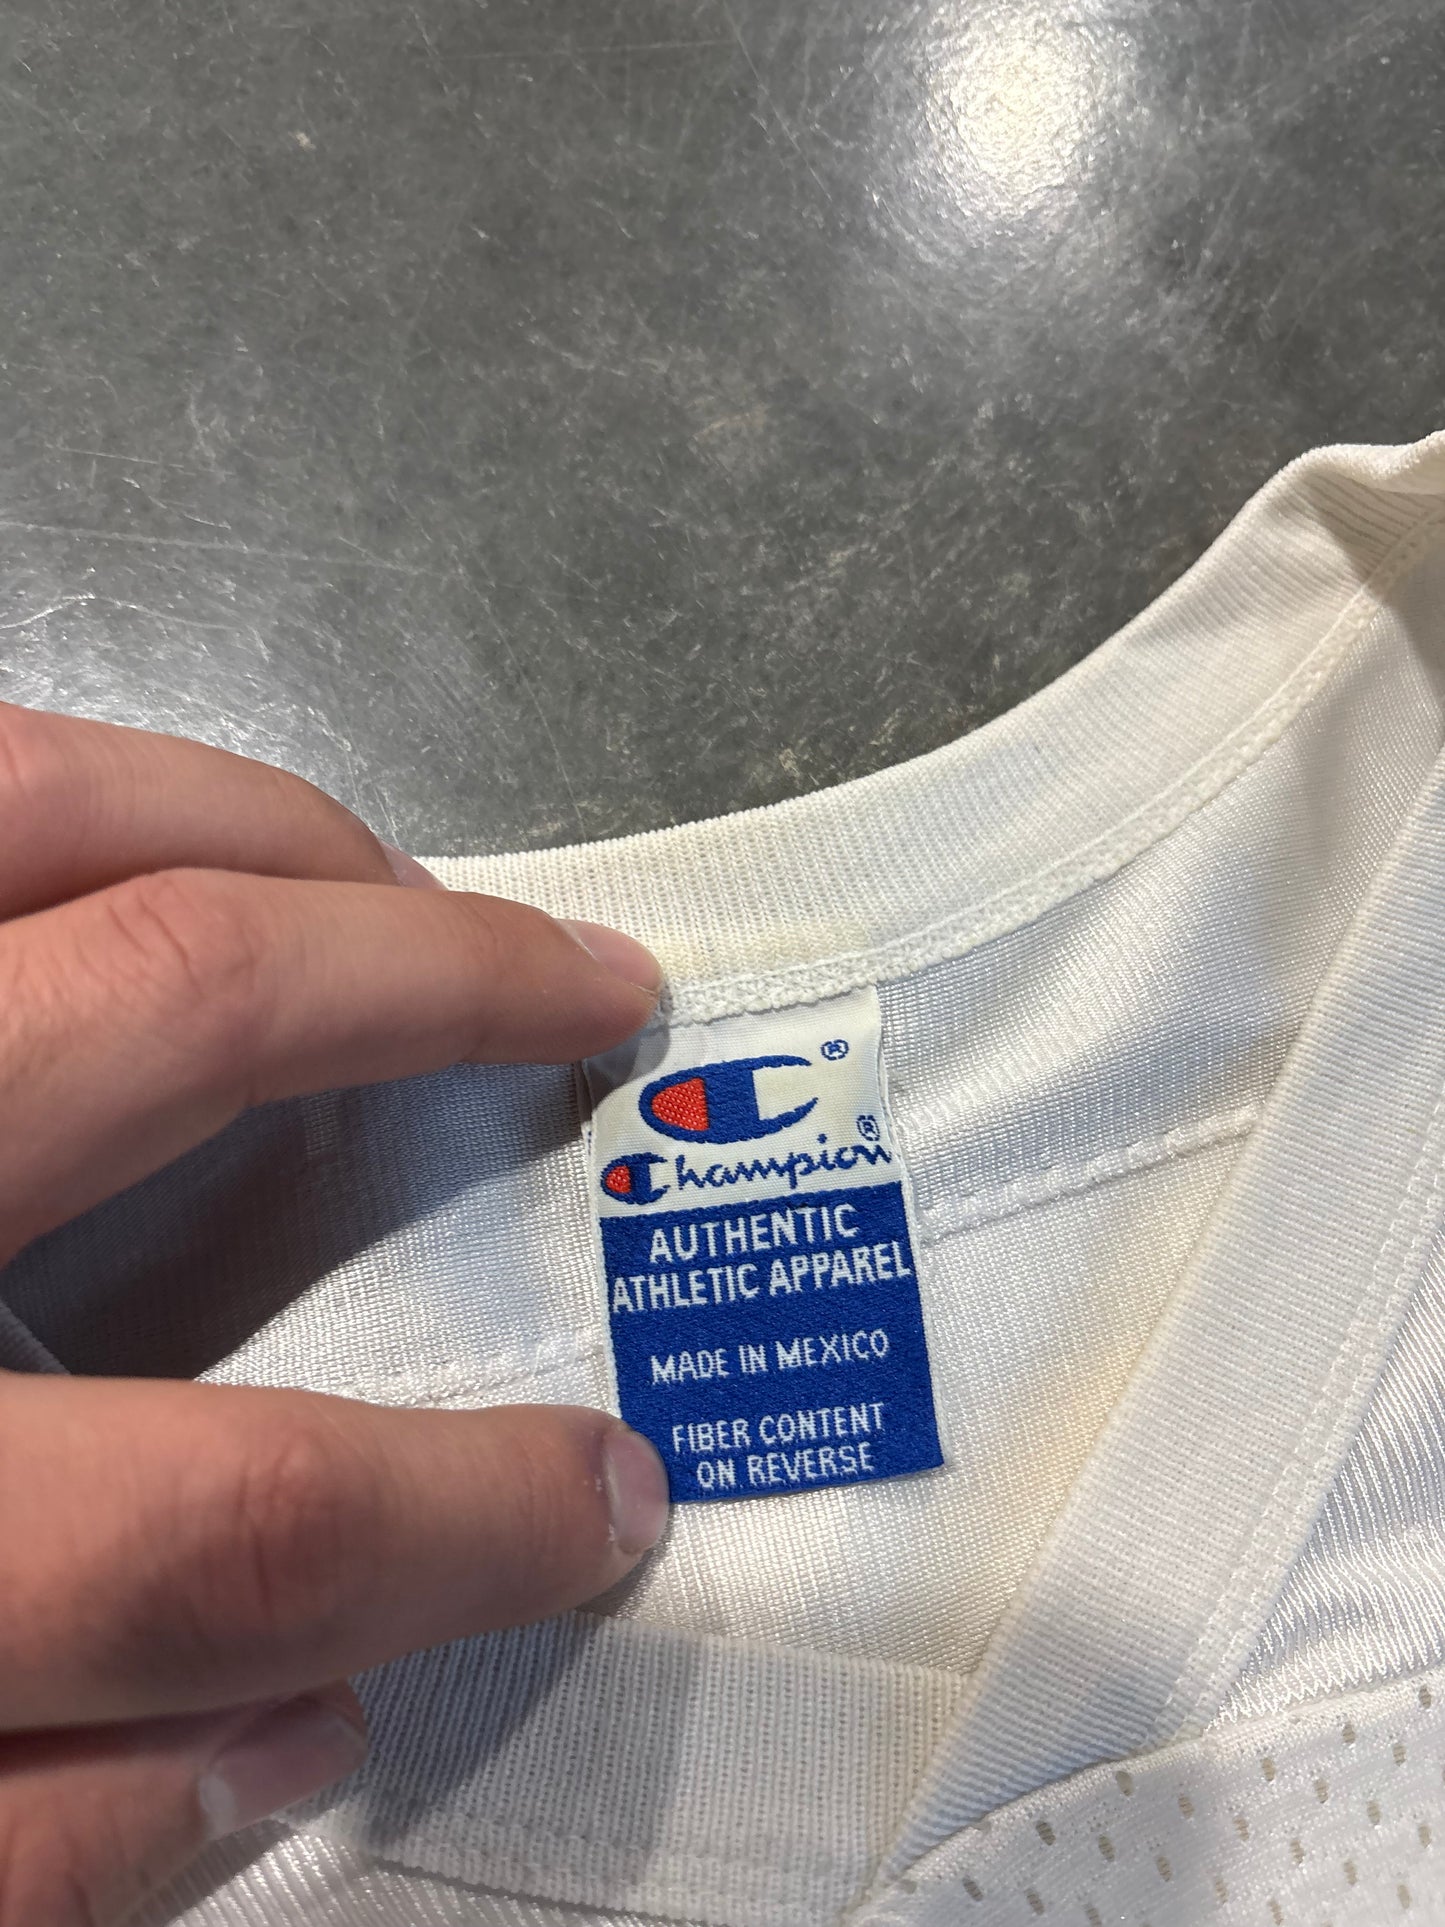 ®
Champion®
AUTHENTIC
ATHLETIC APPAREL
MADE IN MEXICO
FIBER CONTENT
ON REVERSE